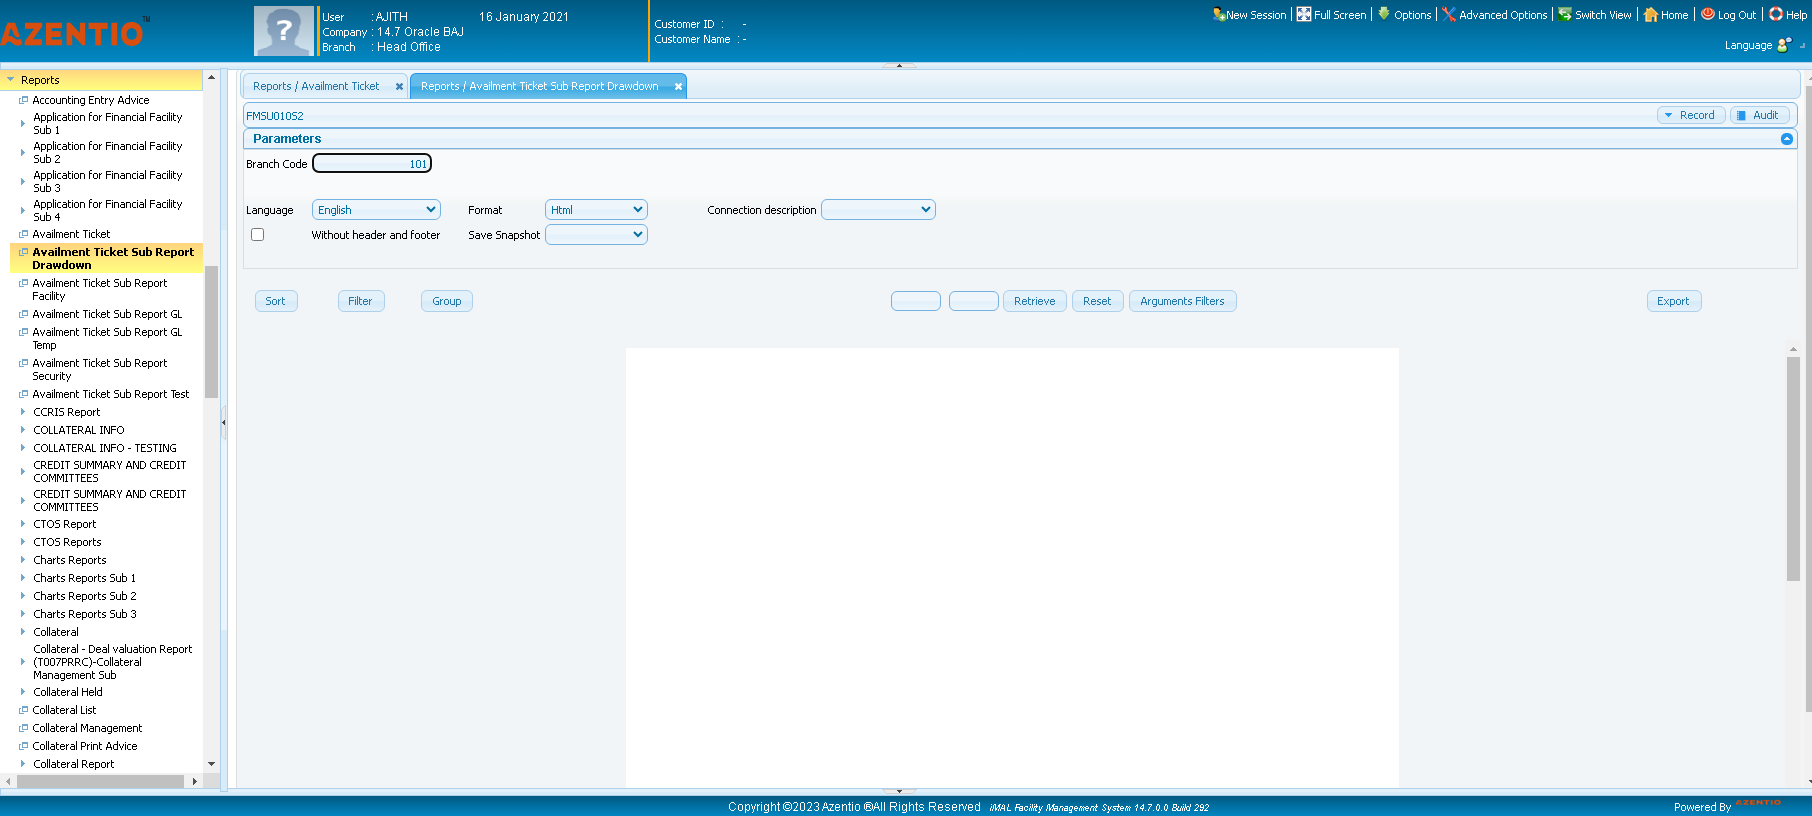 AZENTIO™
User : AJITH 16 January 2021
Company : 14.7 Oracle BAJ
Branch : Head Office
Customer ID : -
Customer Name : -
New Session
Full Screen
Options
Advanced Options
Switch View
Home
Log Out
Help
Language
Reports
Accounting Entry Advice
Application for Financial Facility
Sub 1
Application for Financial Facility
Sub 2
Application for Financial Facility
Sub 3
Application for Financial Facility
Sub 4
Availment Ticket
Availment Ticket Sub Report
Drawdown
Availment Ticket Sub Report
Facility
Availment Ticket Sub Report GL
Availment Ticket Sub Report GL
Temp
Availment Ticket Sub Report
Security
Availment Ticket Sub Report Test
CCRIS Report
COLLATERAL INFO
COLLATERAL INFO - TESTING
CREDIT SUMMARY AND CREDIT
COMMITTEES
CREDIT SUMMARY AND CREDIT
COMMITTEES
CTOS Report
CTOS Reports
Charts Reports
Charts Reports Sub 1
Charts Reports Sub 2
Charts Reports Sub 3
Collateral
Collateral - Deal valuation Report
(T007PRRC)-Collateral
Management Sub
Collateral Held
Collateral List
Collateral Management
Collateral Print Advice
Collateral Report
Reports / Availment Ticket
Reports / Availment Ticket Sub Report Drawdown
FMSU010S2
Record
Audit
Parameters
Branch Code 101
Language English Format Html Connection description
Without header and footer Save Snapshot
Sort
Filter
Group
Retrieve
Reset
Arguments Filters
Export
Copyright ©2023 Azentio ®All Rights Reserved iMAL Facility Management System 14.7.0.0 Build 292
Powered By AZENTIO